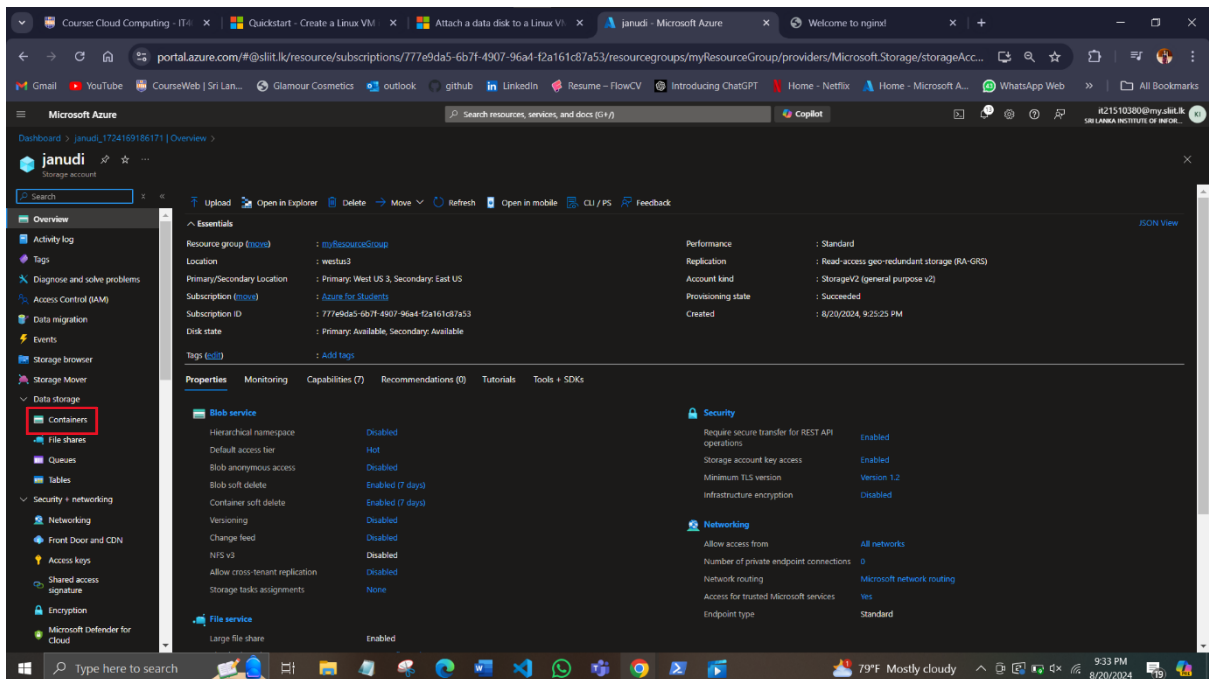 Course: Cloud Computing - IT4
Quickstart - Create a Linux VM
Attach a data disk to a Linux V
janudi - Microsoft Azure
Welcome to nginx!
portal.azure.com/#@sliit.lk/resource/subscriptions/777e9da5-6b7f-4907-96a4-f2a161c87a53/resourcegroups/myResourceGroup/providers/Microsoft.Storage/storageAcc...
Gmail YouTube CourseWeb | Sri Lan... Glamour Cosmetics outlook github LinkedIn Resume – FlowCV Introducing ChatGPT Home - Netflix Home - Microsoft A... WhatsApp Web » All Bookmarks
Microsoft Azure
Search resources, services, and docs (G+/)
Copilot
it21510380@my.sliit.lk
SRI LANKA INSTITUTE OF INFOR...
KI
Dashboard > janudi_1724169186171 | Overview >
janudi
Storage account
Search
Upload Open in Explorer Delete Move Refresh Open in mobile CLI / PS Feedback
Overview
Activity log
Tags
Diagnose and solve problems
Access Control (IAM)
Data migration
Events
Storage browser
Storage Mover
Data storage
Containers
File shares
Queues
Tables
Security + networking
Networking
Front Door and CDN
Access keys
Shared access
signature
Encryption
Microsoft Defender for
Cloud
Essentials
JSON View
Resource group (move) : myResourceGroup
Location : westus3
Primary/Secondary Location : Primary: West US 3, Secondary: East US
Subscription (move) : Azure for Students
Subscription ID : 777e9da5-6b7f-4907-96a4-f2a161c87a53
Disk state : Primary: Available, Secondary: Available
Tags (edit) : Add tags
Performance : Standard
Replication : Read-access geo-redundant storage (RA-GRS)
Account kind : StorageV2 (general purpose v2)
Provisioning state : Succeeded
Created : 8/20/2024, 9:25:25 PM
Properties Monitoring Capabilities (7) Recommendations (0) Tutorials Tools + SDKs
Blob service
Hierarchical namespace Disabled
Default access tier Hot
Blob anonymous access Disabled
Blob soft delete Enabled (7 days)
Container soft delete Enabled (7 days)
Versioning Disabled
Change feed Disabled
NFS v3 Disabled
Allow cross-tenant replication Disabled
Storage tasks assignments None
File service
Large file share Enabled
Security
Require secure transfer for REST API
operations Enabled
Storage account key access Enabled
Minimum TLS version Version 1.2
Infrastructure encryption Disabled
Networking
Allow access from All networks
Number of private endpoint connections 0
Network routing Microsoft network routing
Access for trusted Microsoft services Yes
Endpoint type Standard
Type here to search
79°F Mostly cloudy
9:33 PM
8/20/2024
19